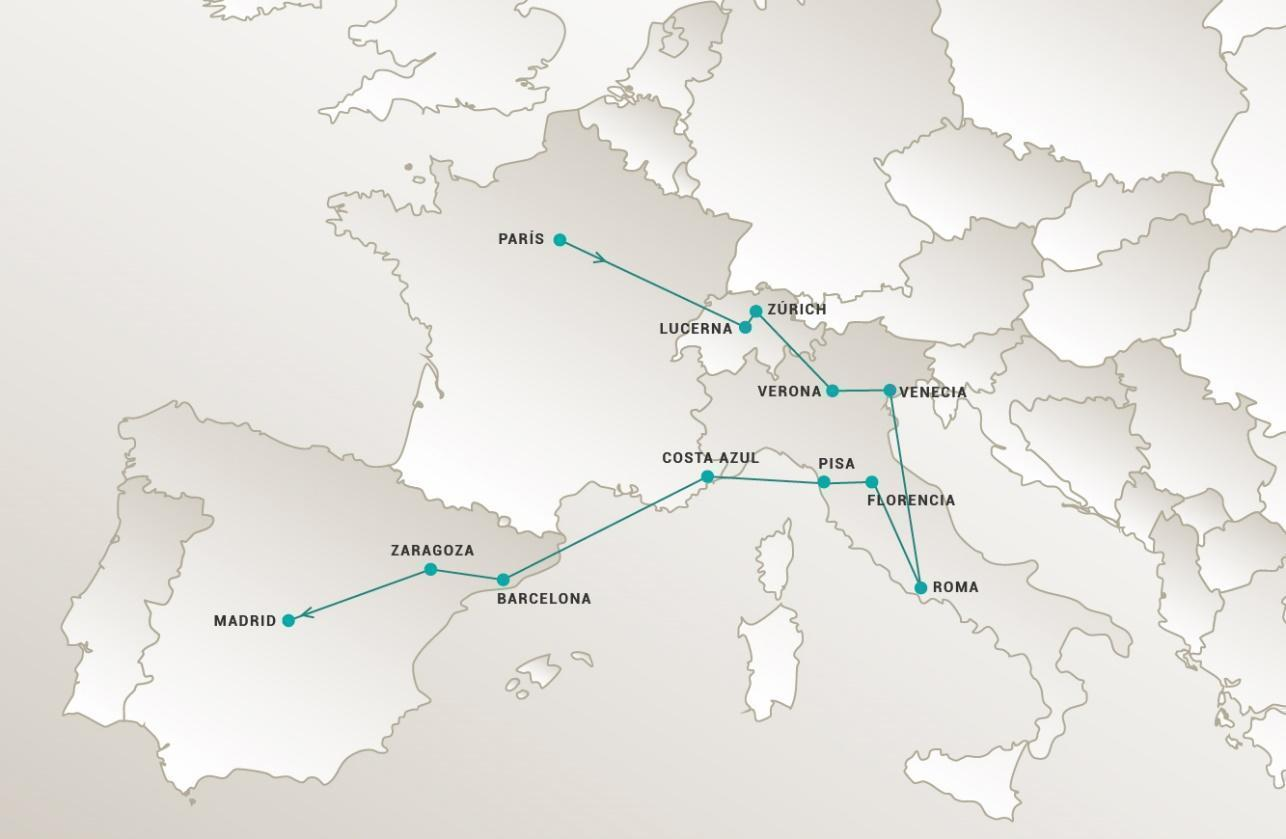 PARÍS
ZÚRICH
LUCERNA
VERONA
VENECIA
COSTA AZUL
PISA
FLORENCIA
ZARAGOZA
ROMA
BARCELONA
MADRID